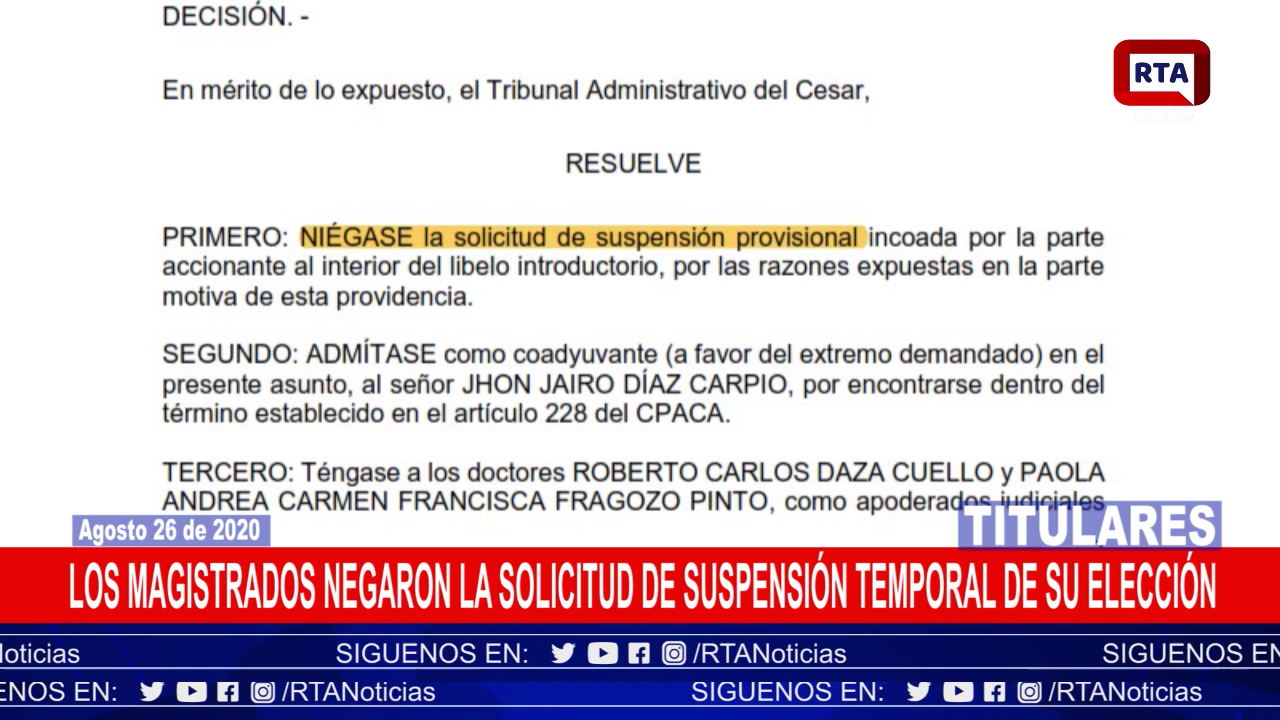 DECISIÓN. -
RTA
En mérito de lo expuesto, el Tribunal Administrativo del Cesar,
RESUELVE
PRIMERO: NIÉGASE la solicitud de suspensión provisional incoada por la parte
accionante al interior del libelo introductorio, por las razones expuestas en la parte
motiva de esta providencia.
SEGUNDO: ADMÍTASE como coadyuvante (a favor del extremo demandado) en el
presente asunto, al señor JHON JAIRO DÍAZ CARPIO, por encontrarse dentro del
término establecido en el artículo 228 del CPACA.
TERCERO: Téngase a los doctores ROBERTO CARLOS DAZA CUELLO y PAOLA
ANDREA CARMEN FRANCISCA FRAGOZO PINTO, como apoderados judiciales
Agosto 26 de 2020
TITULARES
LOS MAGISTRADOS NEGARON LA SOLICITUD DE SUSPENSIÓN TEMPORAL DE SU ELECCIÓN
loticias SIGUENOS EN: /RTANoticias SIGUENOS EN
ENOS EN: /RTANoticias SIGUENOS EN: /RTANoticias